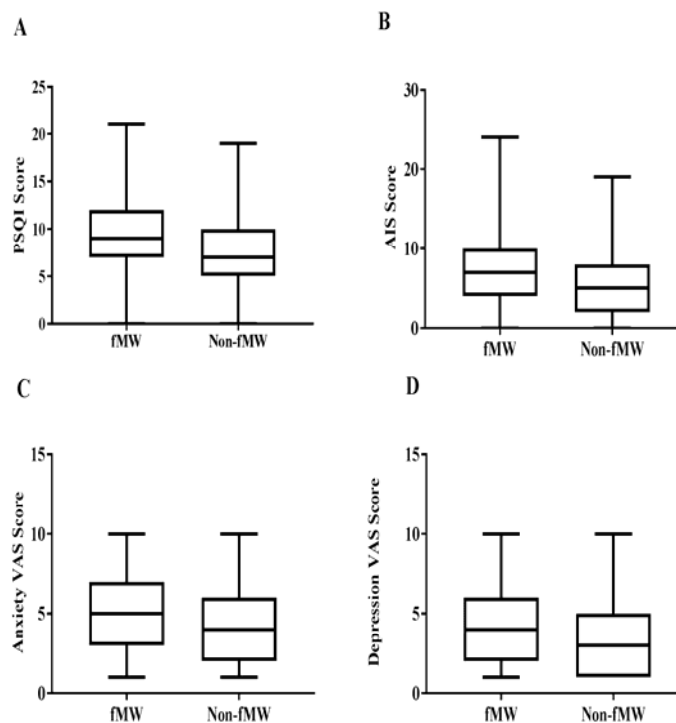 A
PSQI Score
25
20
15
10
5
0
fMW Non-fMW
B
AIS Score
30
20
10
0
fMW Non-fMW
C
Anxiety VAS Score
15
10
5
0
fMW Non-fMW
D
Depression VAS Score
15
10
5
0
fMW Non-fMW